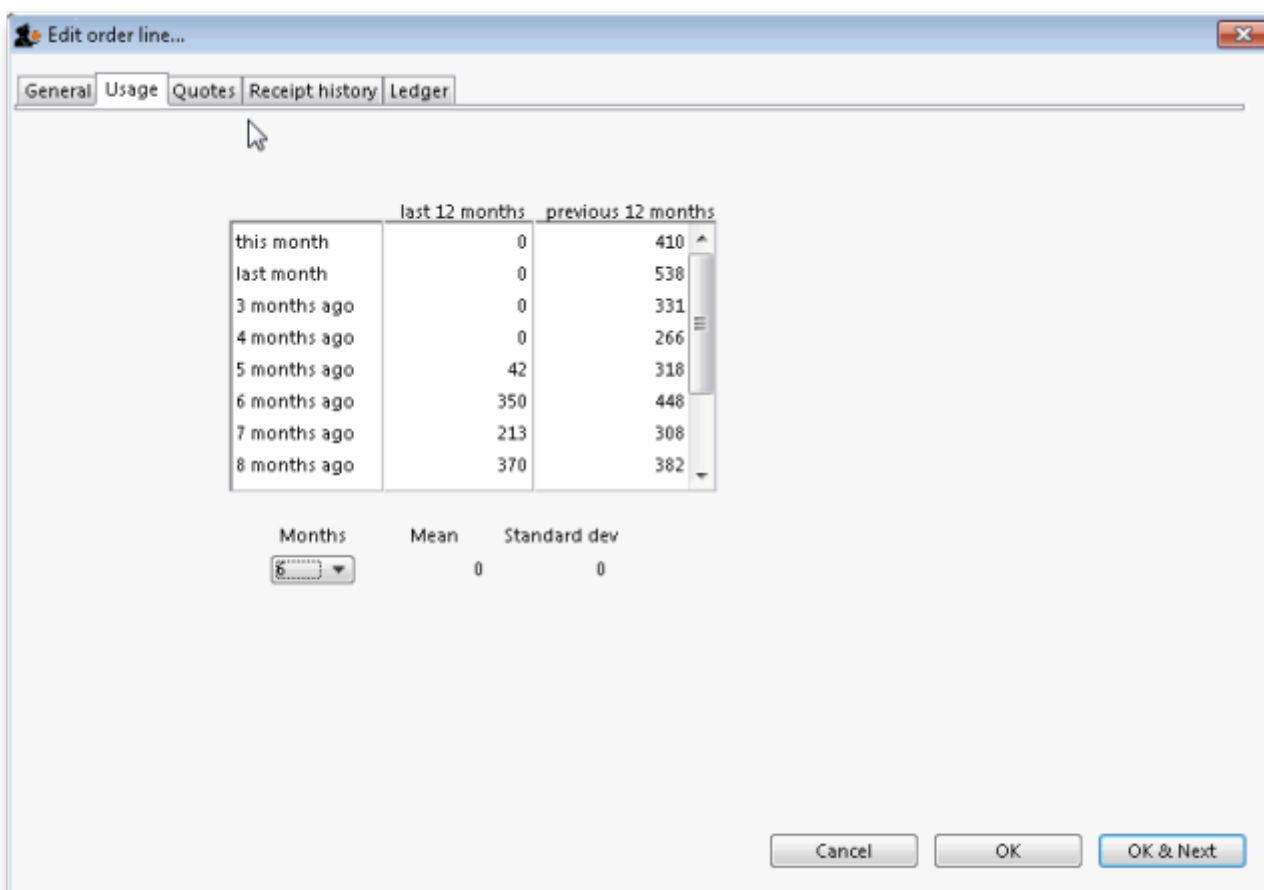 Edit order line...
General Usage Quotes Receipt history Ledger
last 12 months previous 12 months
this month 0 410
last month 0 538
3 months ago 0 331
4 months ago 0 266
5 months ago 42 318
6 months ago 350 448
7 months ago 213 308
8 months ago 370 382
Months Mean Standard dev
6 0 0
Cancel OK OK & Next